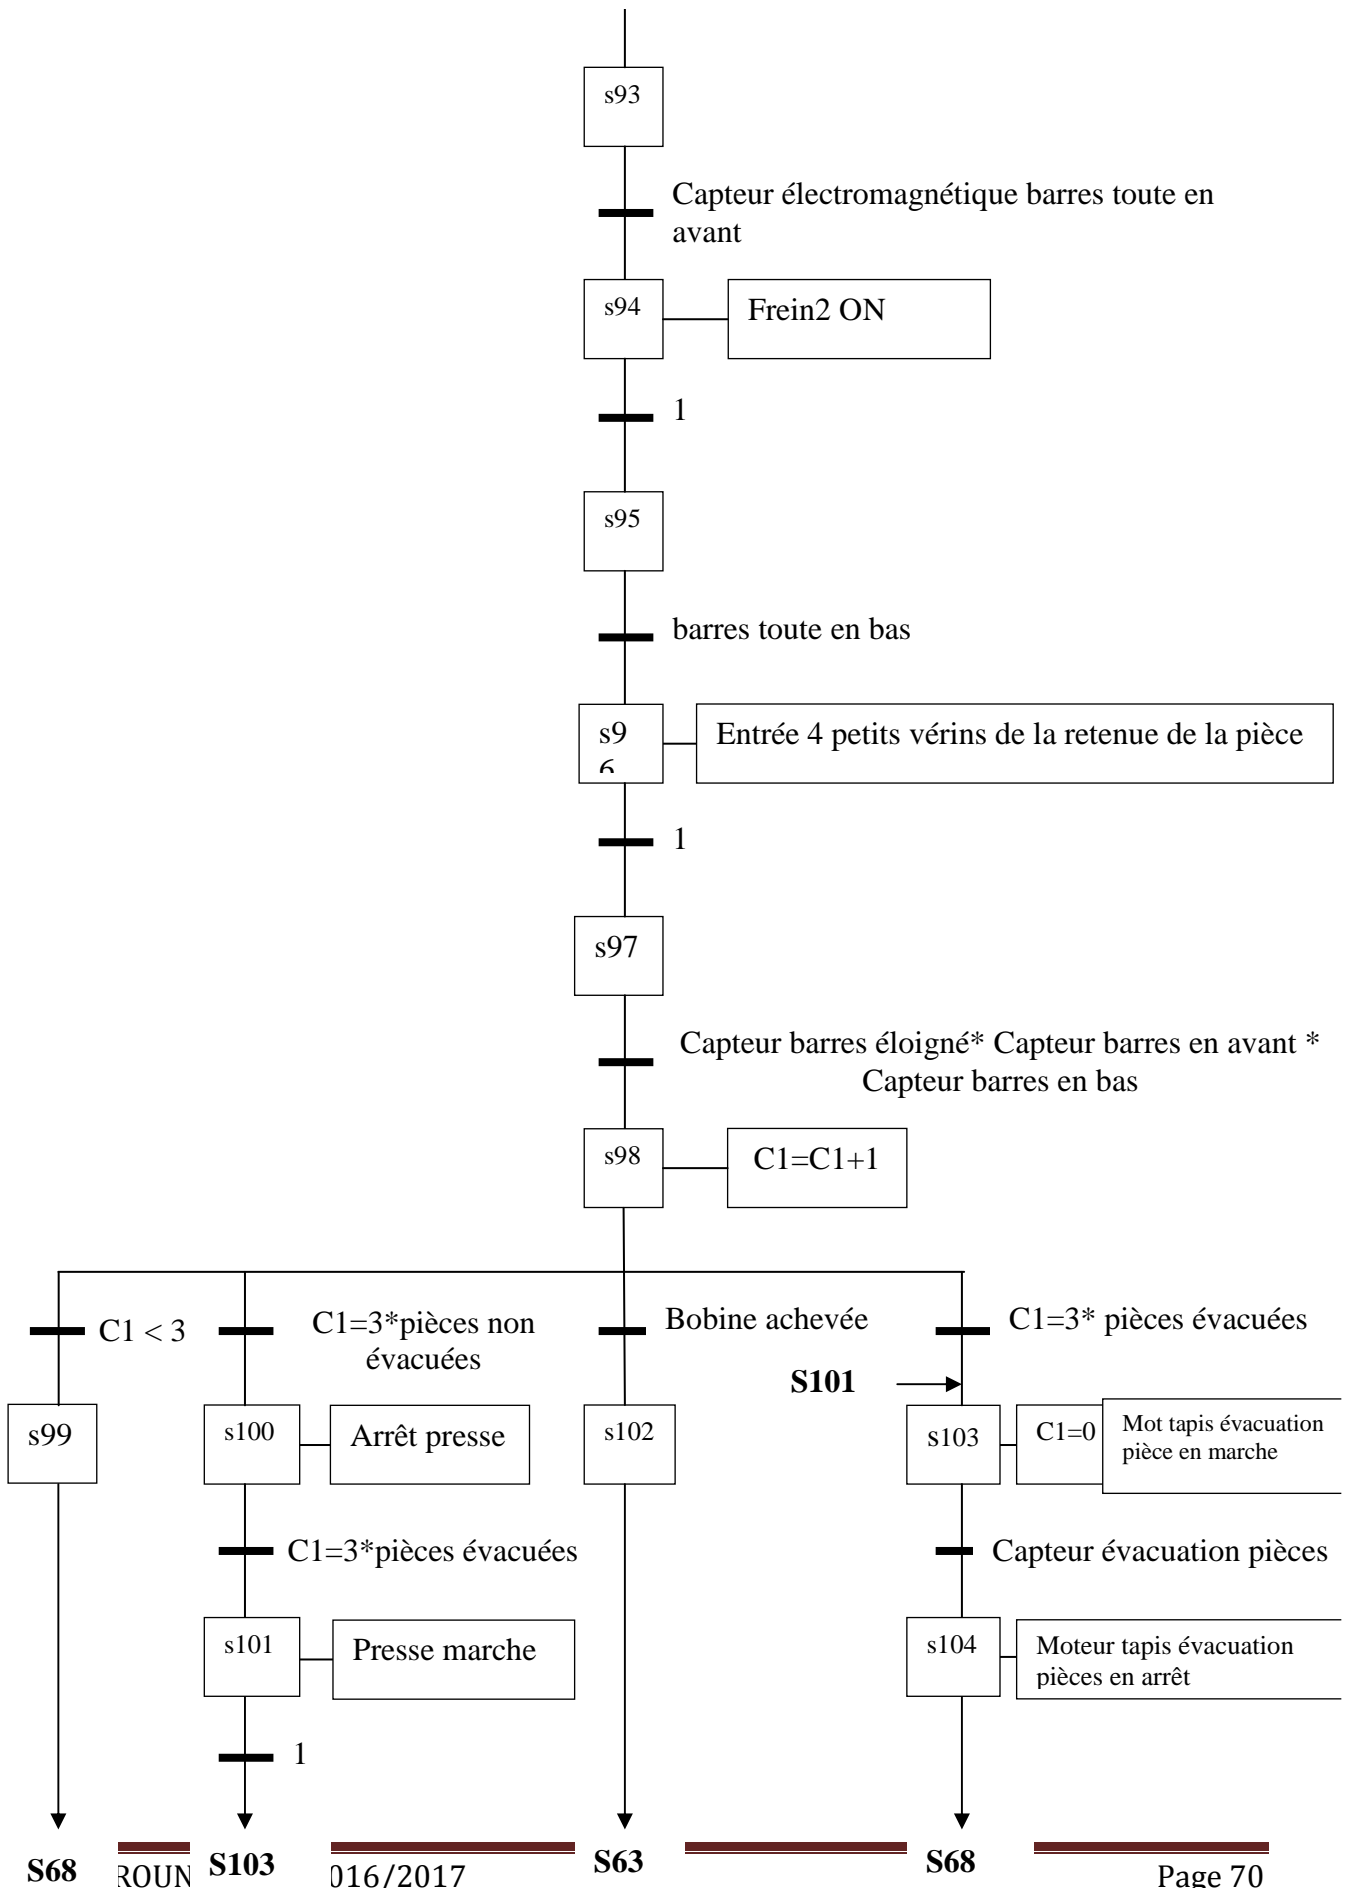 s93
Capteur électromagnétique barres toute en
avant
s94
Frein2 ON
1
s95
barres toute en bas
s9
6
Entrée 4 petits vérins de la retenue de la pièce
1
s97
Capteur barres éloigné* Capteur barres en avant *
Capteur barres en bas
s98
C1=C1+1
C1 < 3
C1=3*pièces non
évacuées
Bobine achevée
C1=3* pièces évacuées
S101
s99
s100
Arrêt presse
s102
s103
C1=0
Mot tapis évacuation
pièce en marche
C1=3*pièces évacuées
Capteur évacuation pièces
s101
Presse marche
s104
Moteur tapis évacuation
pièces en arrêt
1
S68
S103
S63
S68
ROUN
016/2017
Page 70